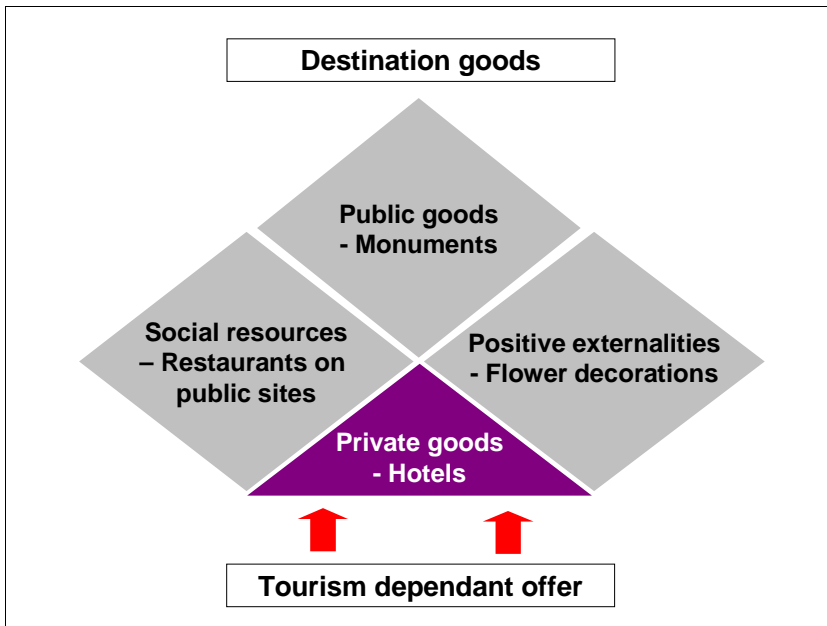 Destination goods
Public goods
- Monuments
Social resources
– Restaurants on
public sites
Positive externalities
- Flower decorations
Private goods
- Hotels
Tourism dependant offer